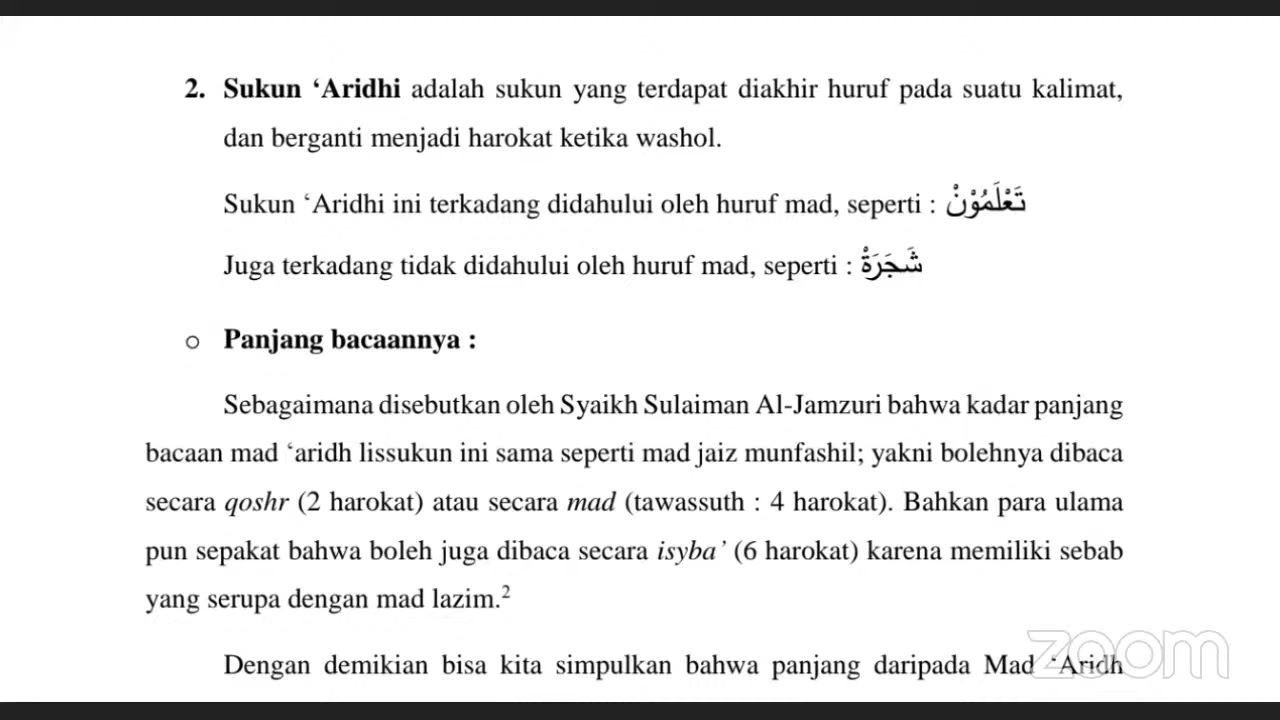 2. Sukun ‘Aridhi adalah sukun yang terdapat diakhir huruf pada suatu kalimat,
dan berganti menjadi harokat ketika washol.
Sukun ‘Aridhi ini terkadang didahului oleh huruf mad, seperti : تَعْلَمُوْنْ
Juga terkadang tidak didahului oleh huruf mad, seperti : شَجَرَةْ
o Panjang bacaannya :
Sebagaimana disebutkan oleh Syaikh Sulaiman Al-Jamzuri bahwa kadar panjang
bacaan mad ‘aridh lissukun ini sama seperti mad jaiz munfashil; yakni bolehnya dibaca
secara qoshr (2 harokat) atau secara mad (tawassuth : 4 harokat). Bahkan para ulama
pun sepakat bahwa boleh juga dibaca secara isyba’ (6 harokat) karena memiliki sebab
yang serupa dengan mad lazim.2
Dengan demikian bisa kita simpulkan bahwa panjang daripada Mad ‘Aridh
zoom